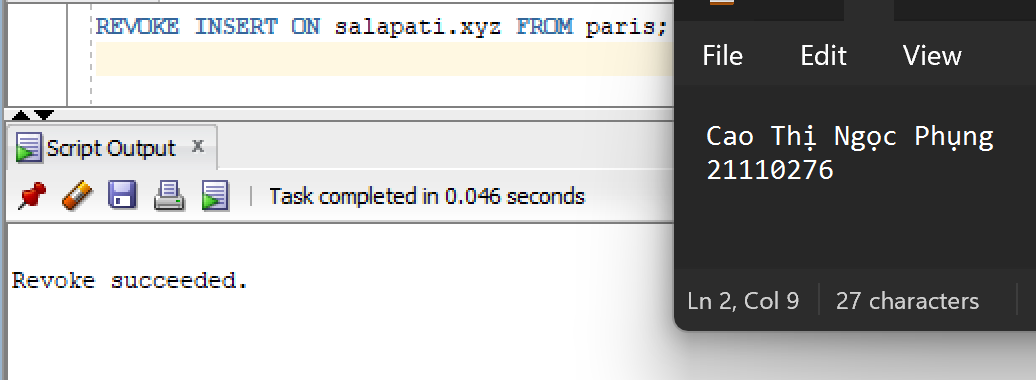 REVOKE INSERT ON salapati.xyz FROM paris;
Script Output x
Task completed in 0.046 seconds
Revoke succeeded.
File Edit View
Cao Thị Ngọc Phụng
21110276
Ln 2, Col 9 27 characters